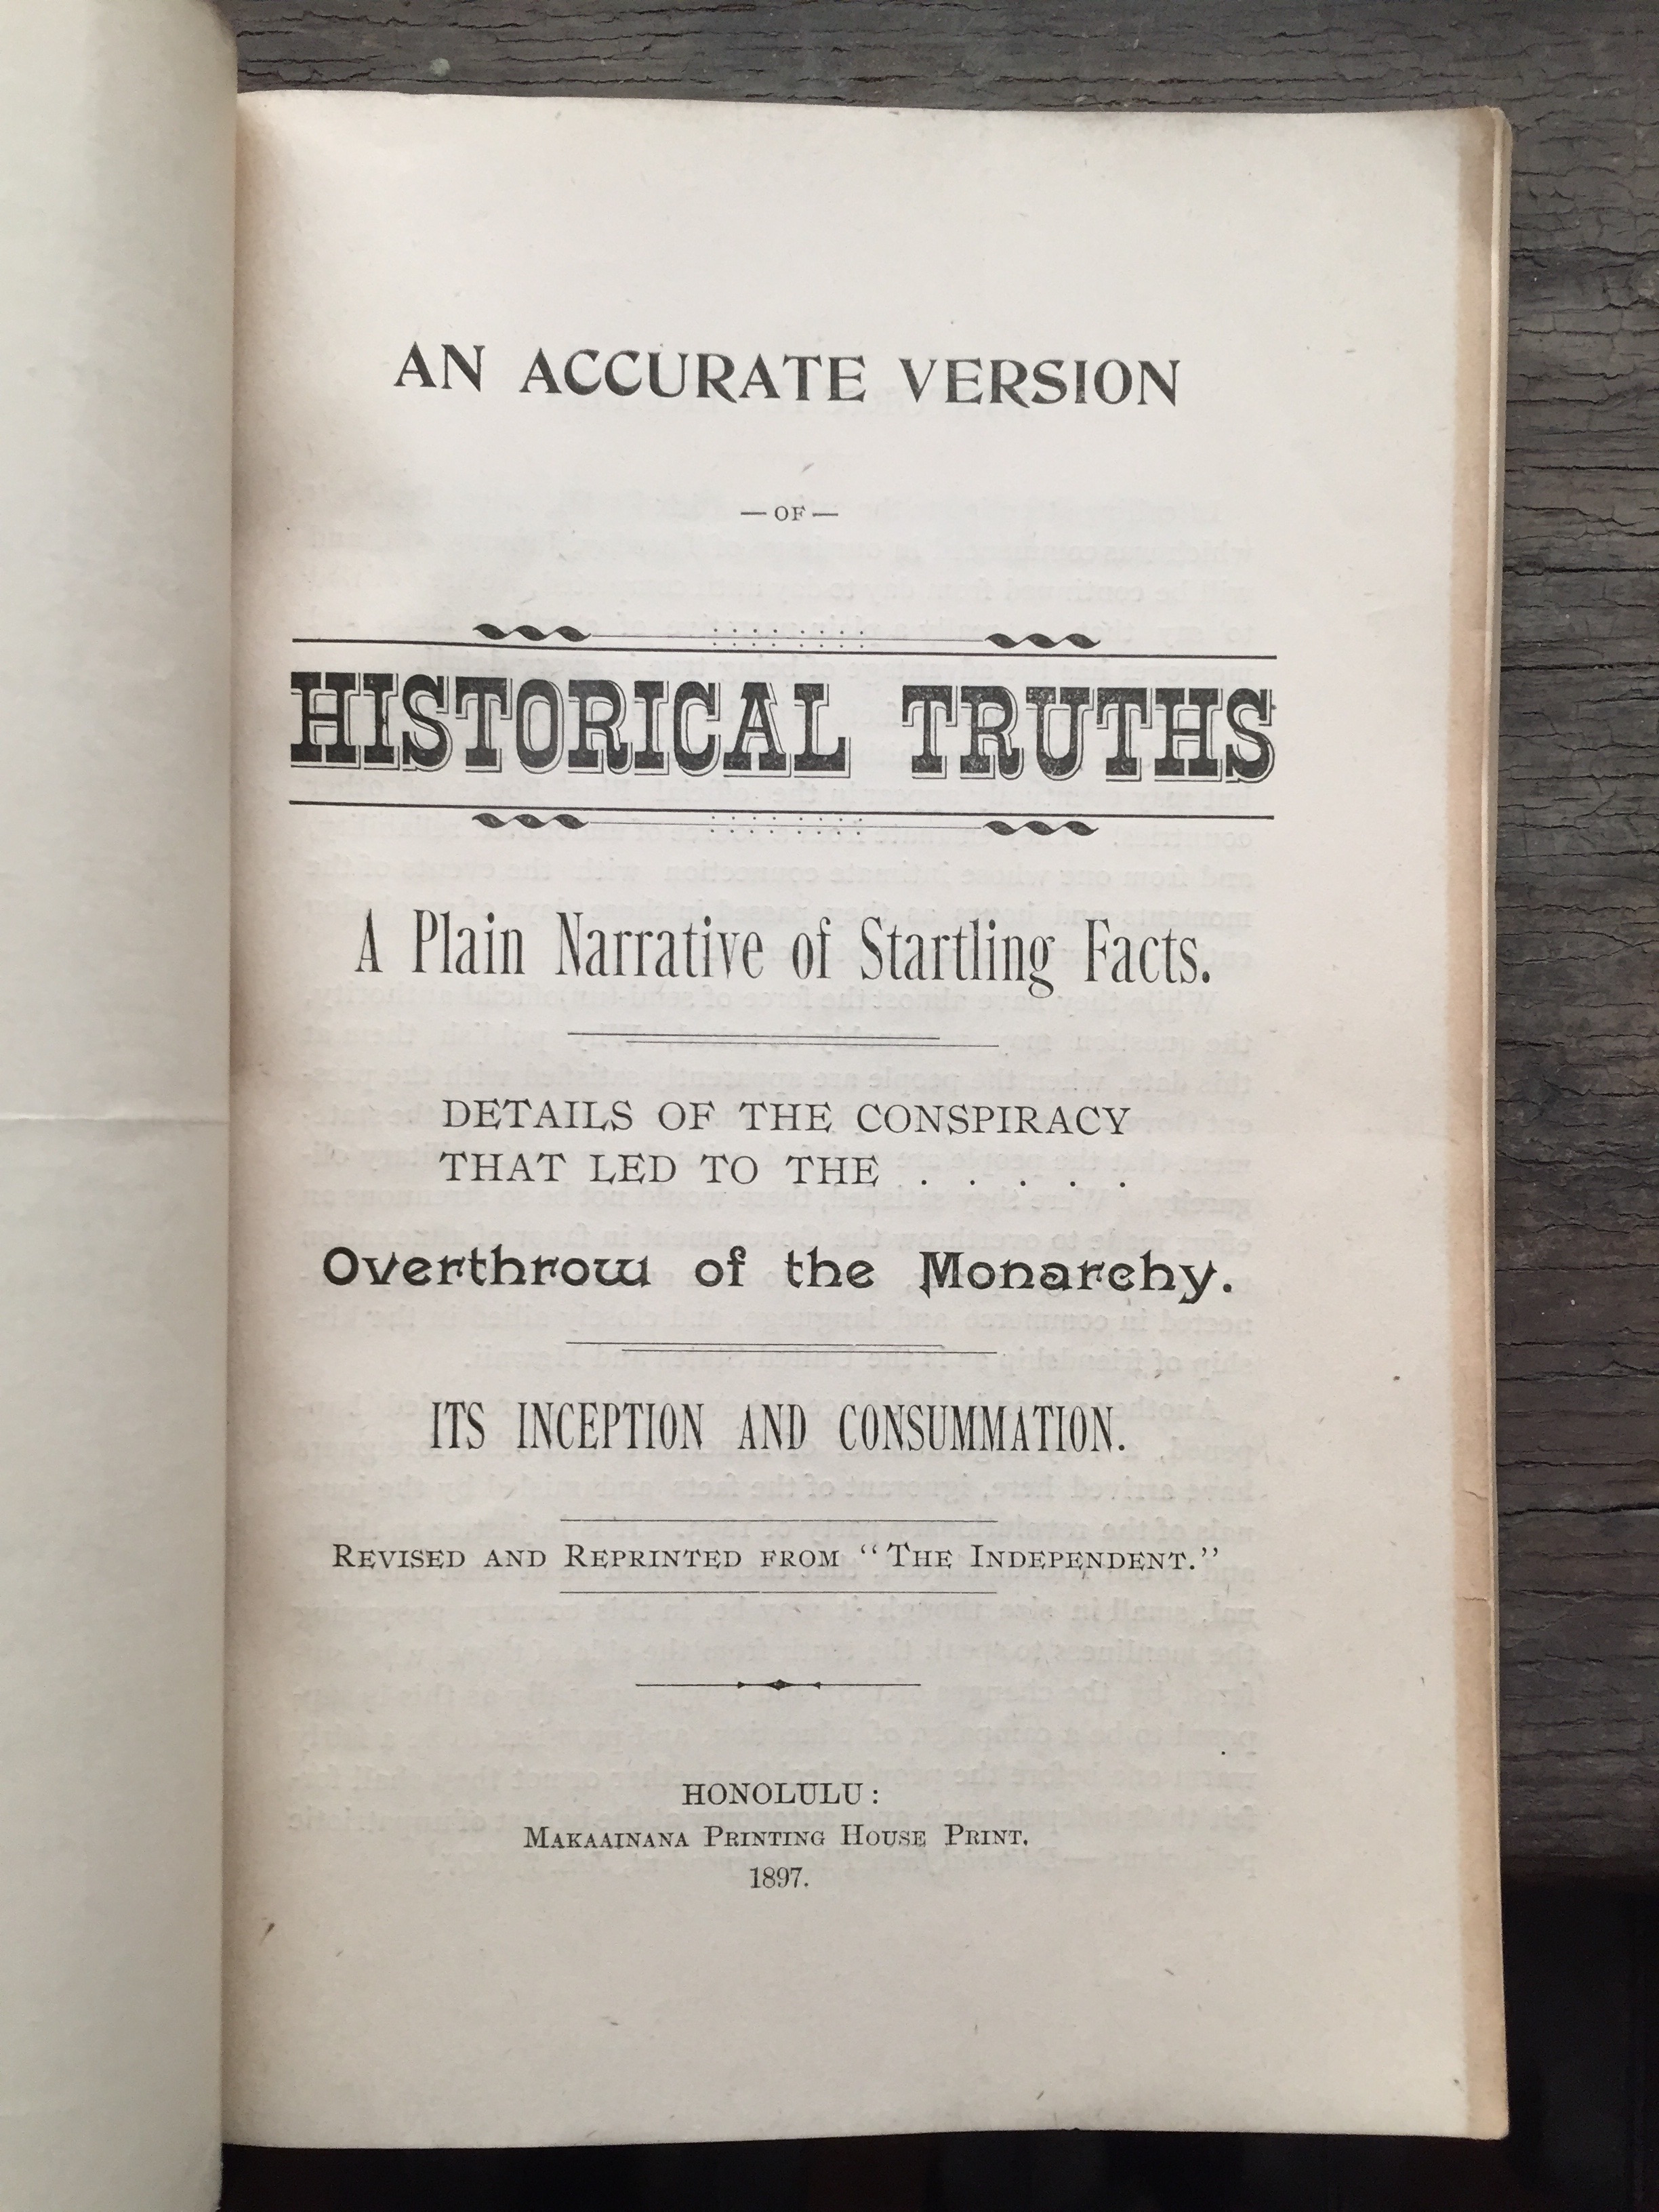 AN ACCURATE VERSION
—OF—
HISTORICAL TRUTHS
A Plain Narrative of Startling Facts.
DETAILS OF THE CONSPIRACY
THAT LED TO THE . . . . .
Overthrow of the Monarchy.
ITS INCEPTION AND CONSUMMATION.
REVISED AND REPRINTED FROM “THE INDEPENDENT.”
HONOLULU:
MAKAAINANA PRINTING HOUSE PRINT.
1897.